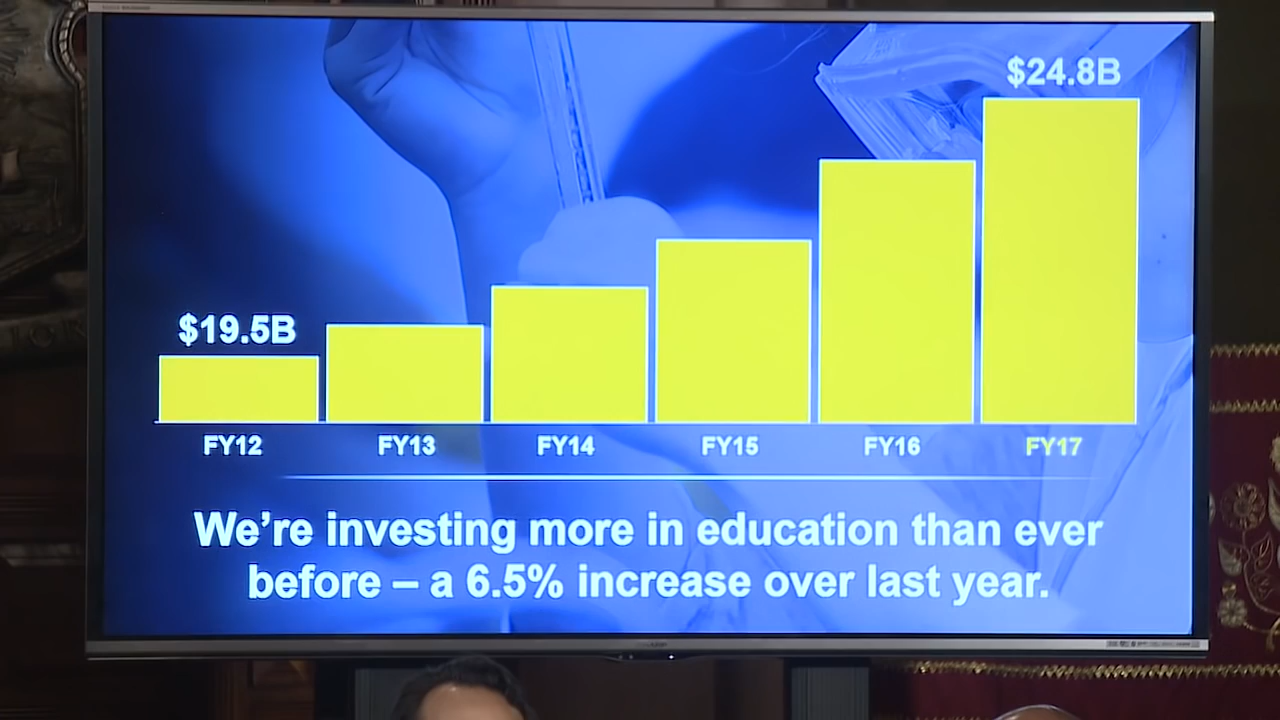 $24.8B
$19.5B
FY12 FY13 FY14 FY15 FY16 FY17
We're investing more in education than ever
before – a 6.5% increase over last year.